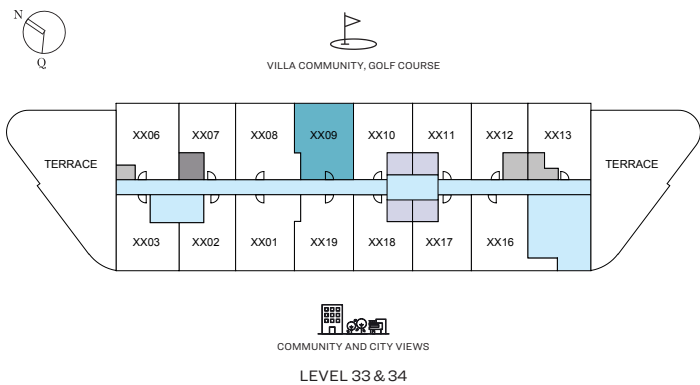 N
Q
VILLA COMMUNITY, GOLF COURSE
XX06 XX07 XX08 XX09 XX10 XX11 XX12 XX13
TERRACE TERRACE
XX03 XX02 XX01 XX19 XX18 XX17 XX16
COMMUNITY AND CITY VIEWS
LEVEL 33 & 34